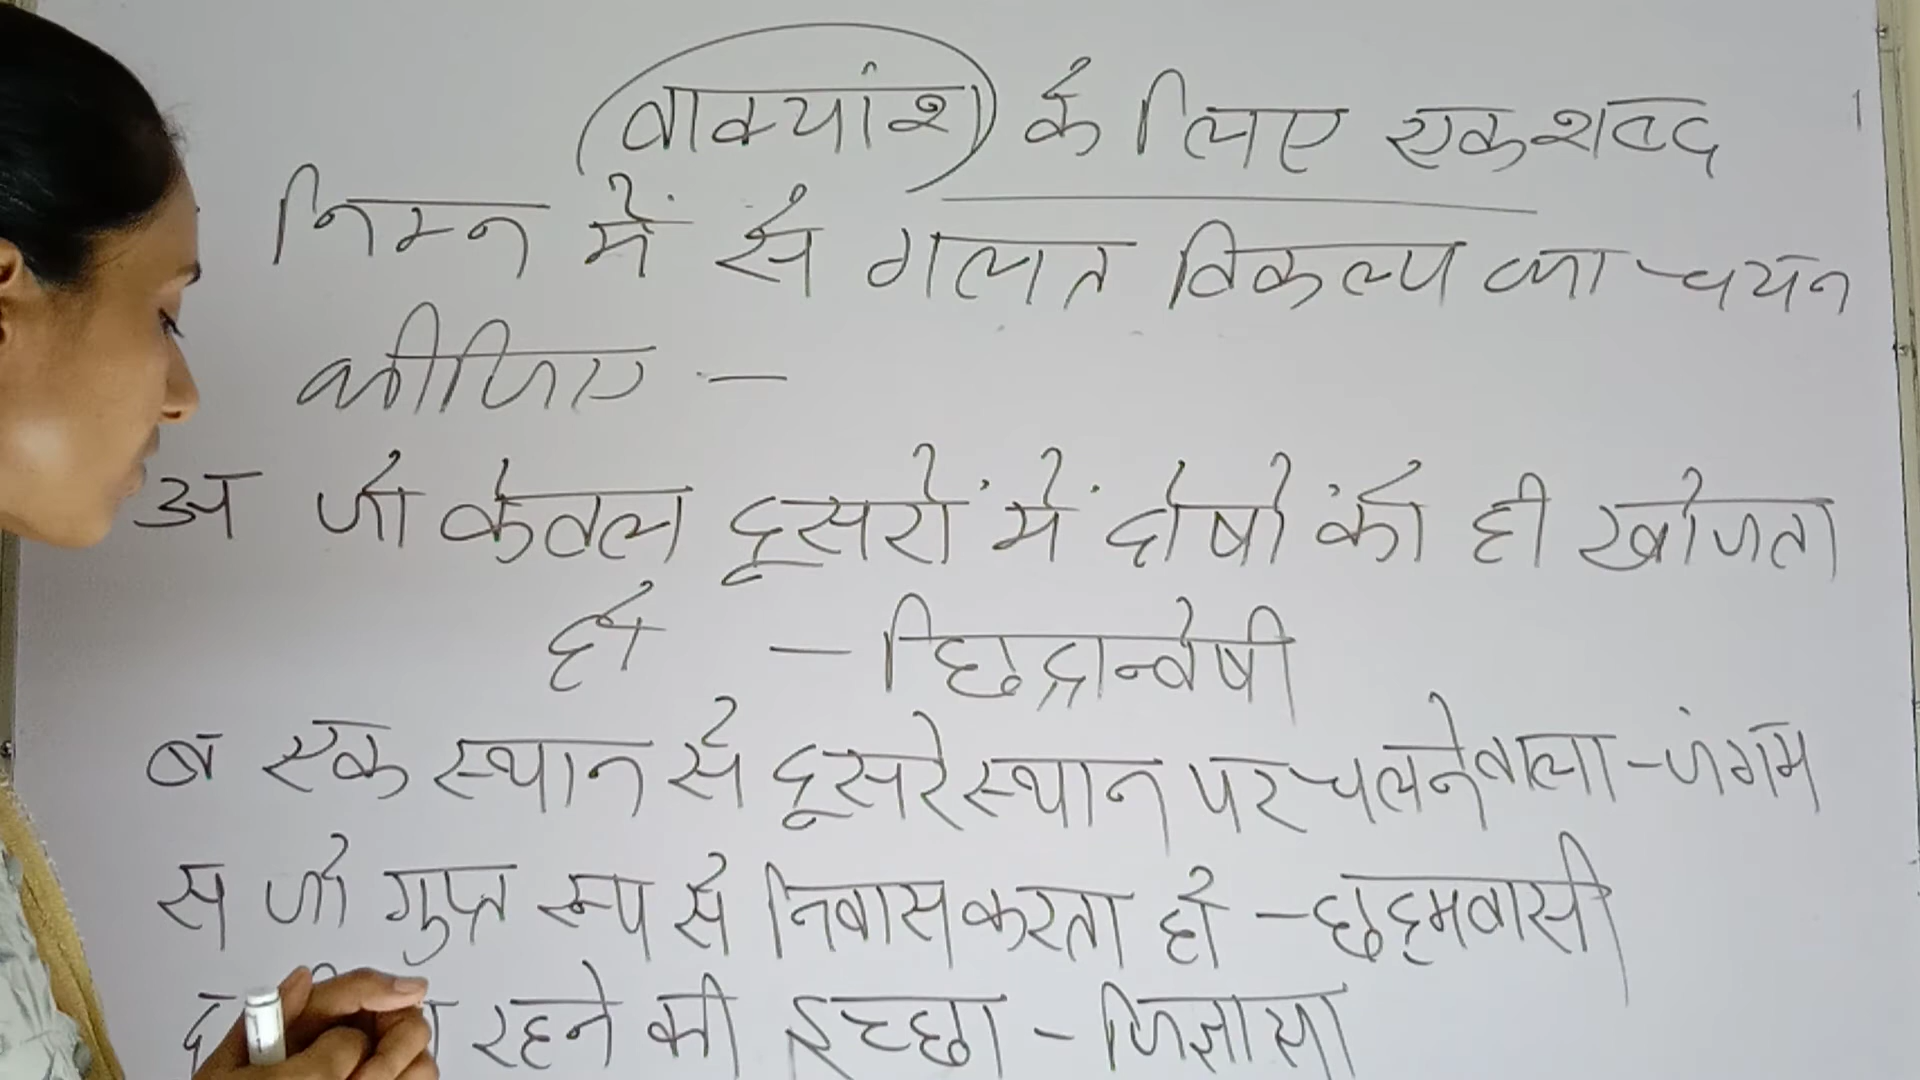 वाक्यांश के लिए एक शब्द
निम्न में से गलत विकल्प का चयन
कीजिए -
अ जो केवल दूसरों में दोषों को ही खोजता
हो - छिद्रान्वेषी
ब एक स्थान से दूसरे स्थान पर चलने वाला - जंगम
स जो गुप्त रूप से निवास करता हो - छद्मवासी
द रहने की इच्छा - जिज्ञासा